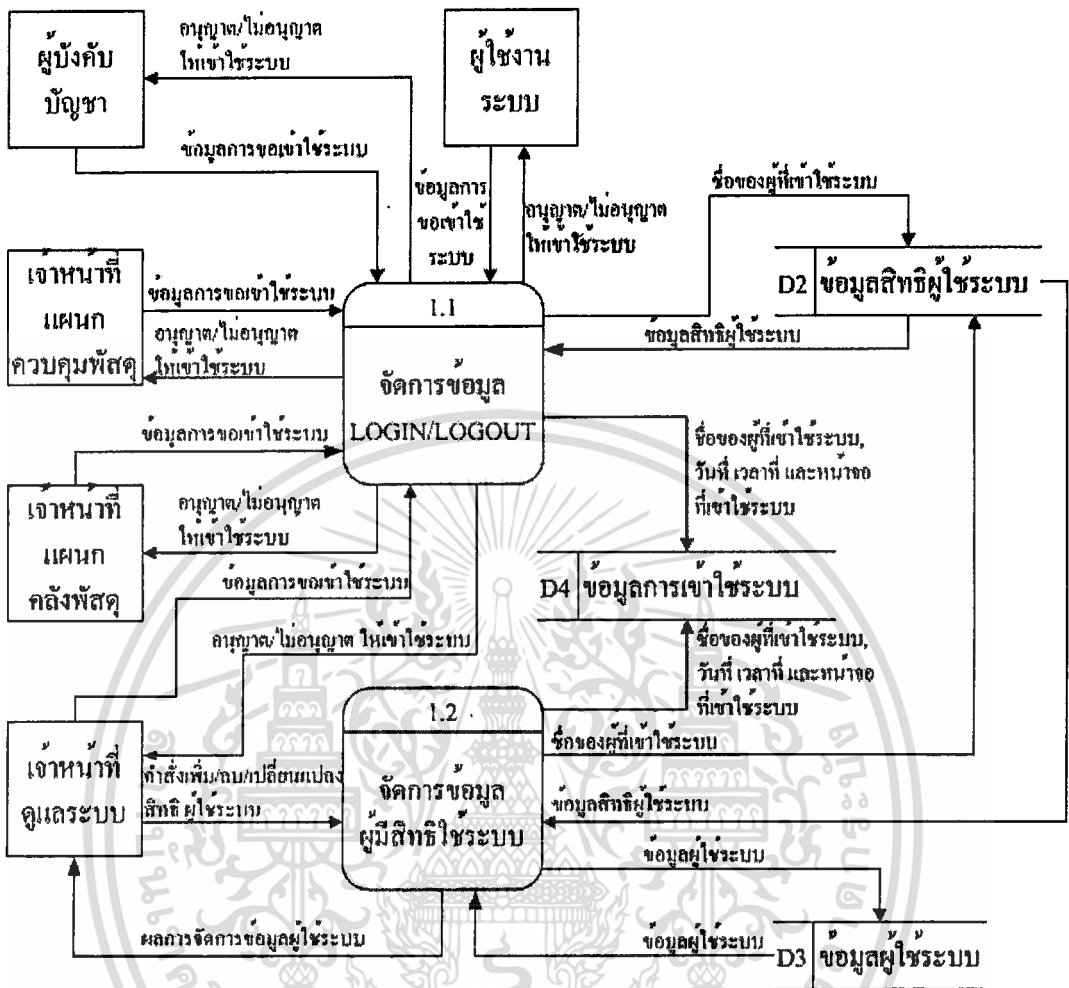 ผู้บังคับ
บัญชา
อนุญาต/ไม่อนุญาต
ให้เข้าใช้ระบบ
ผู้ใช้งาน
ระบบ
ข้อมูลการขอเข้าใช้ระบบ
ข้อมูลการ
ขอเข้าใช้
ระบบ
อนุญาต/ไม่อนุญาต
ให้เข้าใช้ระบบ
ชื่อของผู้ที่เข้าใช้ระบบ
D2 ข้อมูลสิทธิผู้ใช้ระบบ
เจ้าหน้าที่
แผนก
ควบคุมพัสดุ
ข้อมูลการขอเข้าใช้ระบบ
อนุญาต/ไม่อนุญาต
ให้เข้าใช้ระบบ
1.1
จัดการข้อมูล
LOGIN/LOGOUT
ข้อมูลสิทธิผู้ใช้ระบบ
ข้อมูลการขอเข้าใช้ระบบ
ชื่อของผู้ที่เข้าใช้ระบบ,
วันที่ เวลาที่ และหน้าจอ
ที่เข้าใช้ระบบ
เจ้าหน้าที่
แผนก
คลังพัสดุ
อนุญาต/ไม่อนุญาต
ให้เข้าใช้ระบบ
ข้อมูลการขอเข้าใช้ระบบ
D4 ข้อมูลการเข้าใช้ระบบ
อนุญาต/ไม่อนุญาต ให้เข้าใช้ระบบ
ชื่อของผู้ที่เข้าใช้ระบบ,
วันที่ เวลาที่ และหน้าจอ
ที่เข้าใช้ระบบ
1.2
จัดการข้อมูล
ผู้มีสิทธิใช้ระบบ
ชื่อของผู้ที่เข้าใช้ระบบ
เจ้าหน้าที่
ดูแลระบบ
คำสั่งเพิ่ม/ลบ/เปลี่ยนแปลง
สิทธิ ผู้ใช้ระบบ
ข้อมูลสิทธิผู้ใช้ระบบ
ข้อมูลผู้ใช้ระบบ
ผลการจัดการข้อมูลผู้ใช้ระบบ
ข้อมูลผู้ใช้ระบบ
D3 ข้อมูลผู้ใช้ระบบ